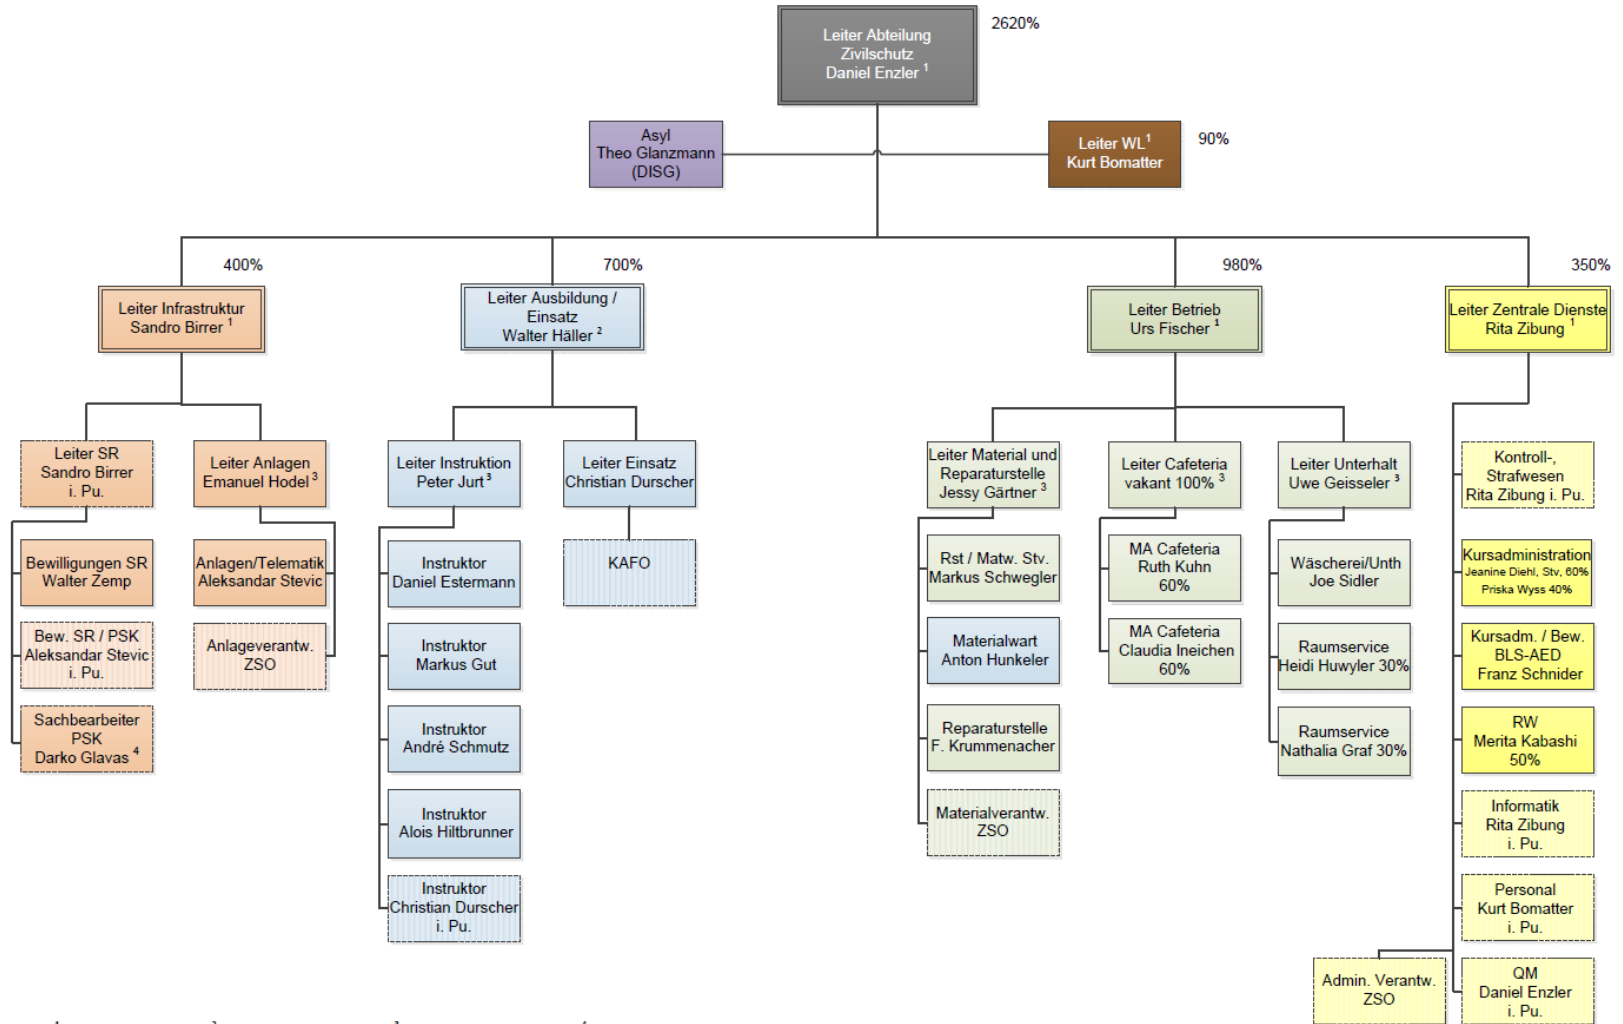 Leiter Abteilung
Zivilschutz
Daniel Enzler ¹
2620%
Asyl
Theo Glanzmann
(DISG)
Leiter WL¹
Kurt Bomatter
90%
400%
700%
980%
350%
Leiter Infrastruktur
Sandro Birrer ¹
Leiter Ausbildung /
Einsatz
Walter Häller ²
Leiter Betrieb
Urs Fischer ¹
Leiter Zentrale Dienste
Rita Zibung ¹
Leiter SR
Sandro Birrer
i. Pu.
Leiter Anlagen
Emanuel Hodel ³
Leiter Instruktion
Peter Jurt ³
Leiter Einsatz
Christian Durscher
Leiter Material und
Reparaturstelle
Jessy Gärtner ³
Leiter Cafeteria
vakant 100% ³
Leiter Unterhalt
Uwe Geisseler ³
Kontroll-,
Strafwesen
Rita Zibung i. Pu.
Bewilligungen SR
Walter Zemp
Anlagen/Telematik
Aleksandar Stevic
Instruktor
Daniel Estermann
KAFO
Rst / Matw. Stv.
Markus Schwegler
MA Cafeteria
Ruth Kuhn
60%
Wäscherei/Unth
Joe Sidler
Kursadministration
Jeanine Diehl, Stv, 60%
Priska Wyss 40%
Bew. SR / PSK
Aleksandar Stevic
i. Pu.
Anlageverantw.
ZSO
Instruktor
Markus Gut
Materialwart
Anton Hunkeler
MA Cafeteria
Claudia Ineichen
60%
Raumservice
Heidi Huwyler 30%
Kursadm. / Bew.
BLS-AED
Franz Schnider
Sachbearbeiter
PSK
Darko Glavas ⁴
Instruktor
André Schmutz
Reparaturstelle
F. Krummenacher
Raumservice
Nathalia Graf 30%
RW
Merita Kabashi
50%
Instruktor
Alois Hiltbrunner
Materialverantw.
ZSO
Informatik
Rita Zibung
i. Pu.
Instruktor
Christian Durscher
i. Pu.
Personal
Kurt Bomatter
i. Pu.
Admin. Verantw.
ZSO
QM
Daniel Enzler
i. Pu.